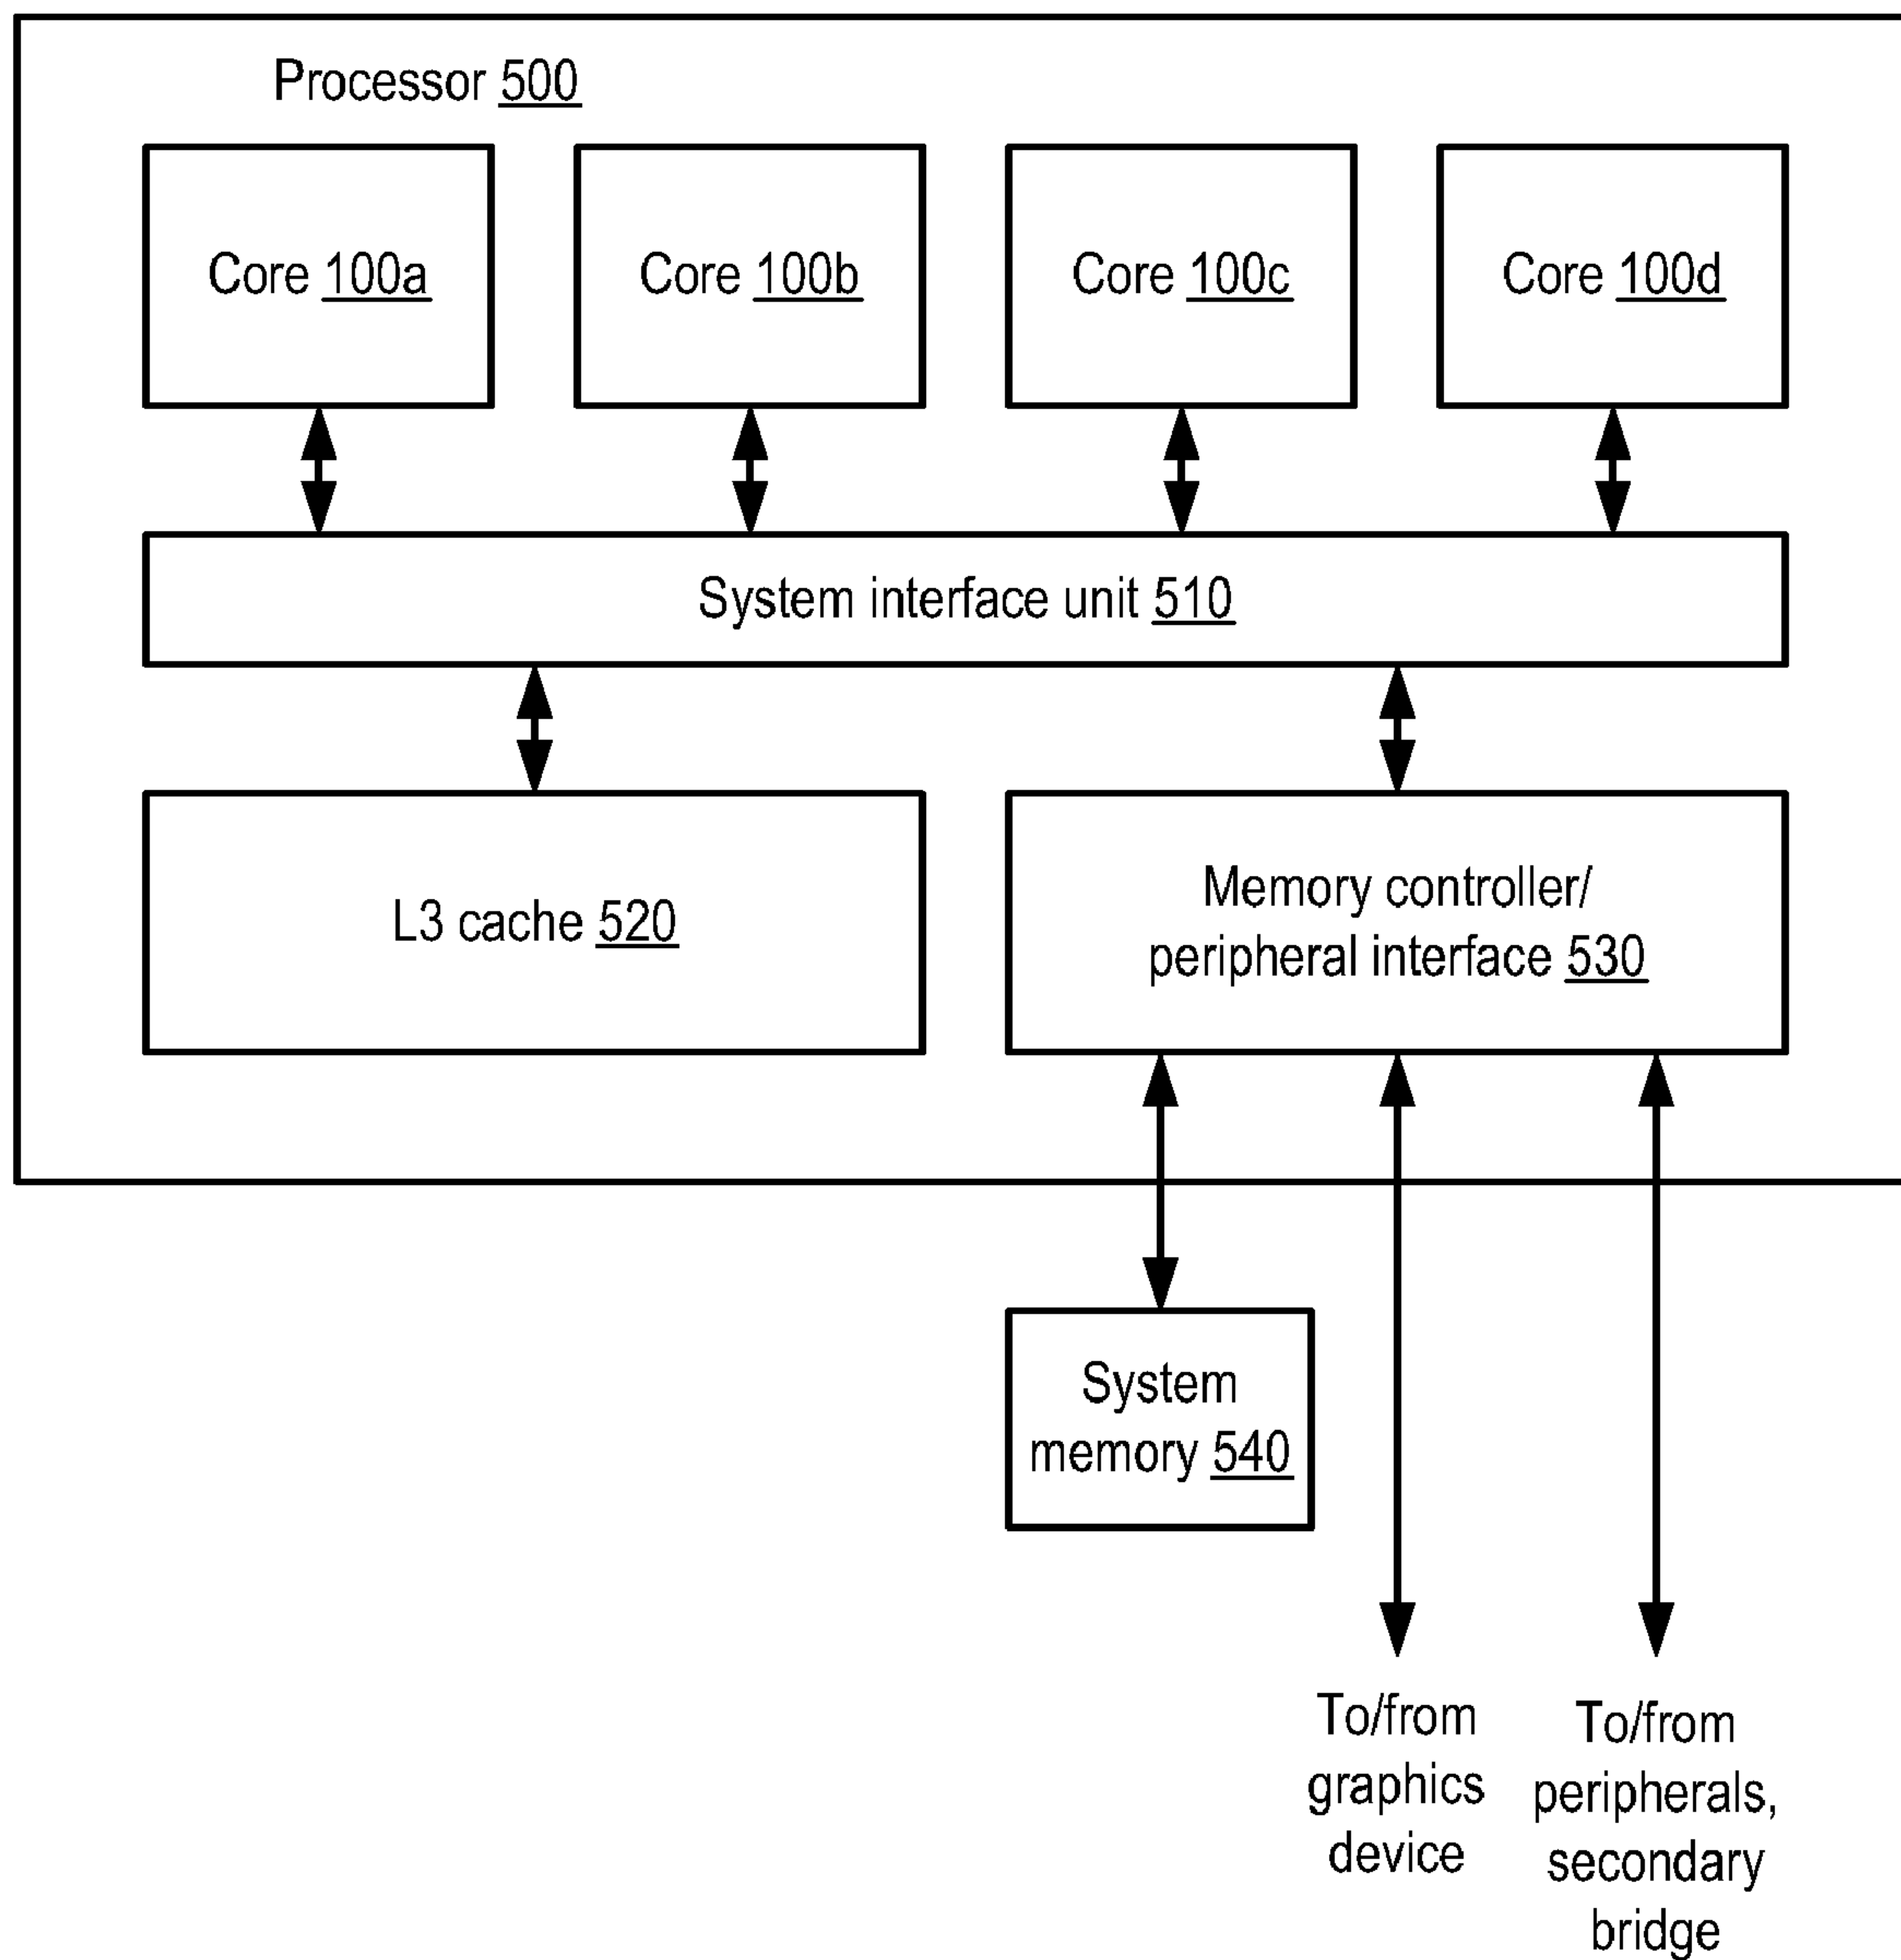 Processor 500
Core 100a
Core 100b
Core 100c
Core 100d
System interface unit 510
L3 cache 520
Memory controller/
peripheral interface 530
System
memory 540
To/from
graphics
device
To/from
peripherals,
secondary
bridge